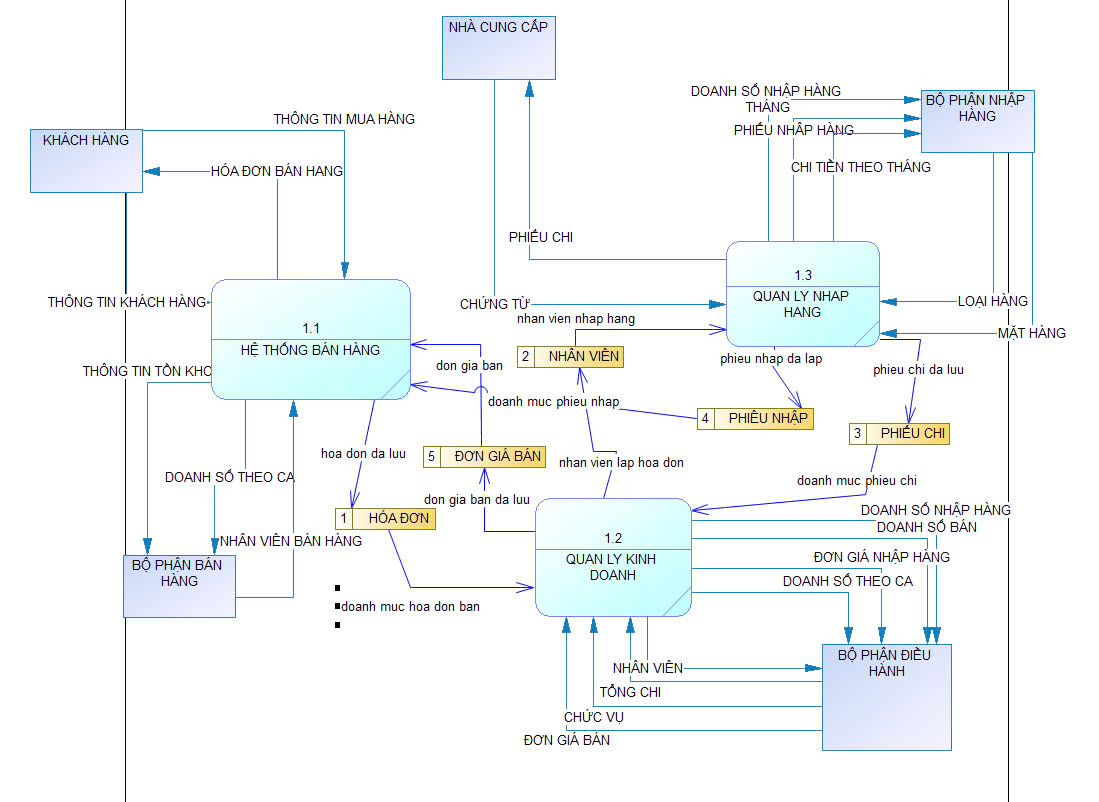 NHÀ CUNG CẤP
DOANH SỐ NHẬP HÀNG
THÁNG
BỘ PHẬN NHẬP
HÀNG
PHIẾU NHẬP HÀNG
CHI TIỀN THEO THÁNG
THÔNG TIN MUA HÀNG
KHÁCH HÀNG
HÓA ĐƠN BÁN HANG
PHIẾU CHI
1.3
QUAN LY NHAP
HANG
THÔNG TIN KHÁCH HÀNG
CHỨNG TỪ
LOẠI HÀNG
nhan vien nhap hang
MẶT HÀNG
1.1
HỆ THỐNG BÁN HÀNG
2 NHÂN VIÊN
phieu nhap da lap
don gia ban
phieu chi da luu
THÔNG TIN TỒN KHO
doanh muc phieu nhap
4 PHIẾU NHẬP
3 PHIẾU CHI
hoa don da luu
5 ĐƠN GIÁ BÁN
nhan vien lap hoa don
DOANH SỐ THEO CA
doanh muc phieu chi
don gia ban da luu
1 HÓA ĐƠN
DOANH SỐ NHẬP HÀNG
DOANH SỐ BÁN
NHÂN VIÊN BÁN HÀNG
1.2
QUAN LY KINH
DOANH
ĐƠN GIÁ NHẬP HÀNG
DOANH SỐ THEO CA
BỘ PHẬN BÁN
HÀNG
doanh muc hoa don ban
BỘ PHẬN ĐIỀU
HÀNH
NHÂN VIÊN
TỔNG CHI
CHỨC VỤ
ĐƠN GIÁ BÁN